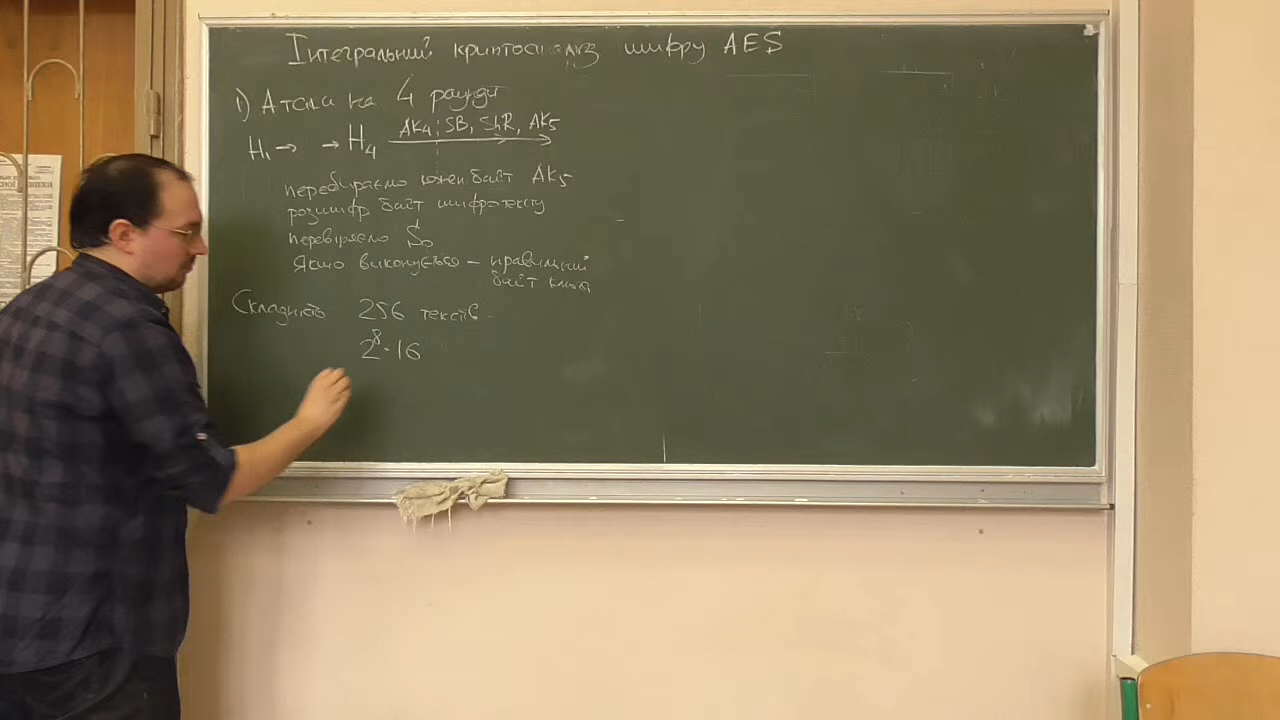 Інтегральний криптоаналіз шифру AES
1) Атака на 4 раунди
H₁ → → H₄ AK₄ SB, ShR, AK₅
перебираємо кожен байт AK₅
розшифр байт шифротексту
перевіряємо
Якщо виконується – правильний
байт ключа
Складність 256 текстів
2⁸·16